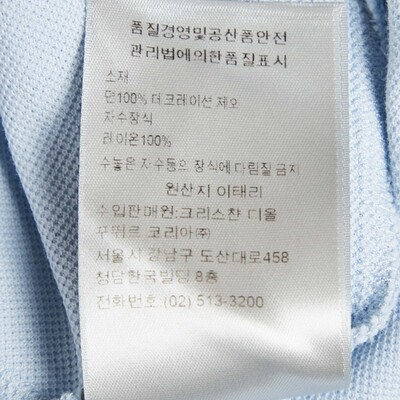 품질경영및공산품안전
관리법에의한품질표시
소재
면100% 데코레이션 제외
자수장식
레이온100%
수놓은 자수등의 장식에 다림질 금지
원산지 이태리
수입판매원:크리스챤 디올
꾸뛰르 코리아㈜
서울시 강남구 도산대로458
청담한국빌딩 8층
전화번호:(02) 513-3200